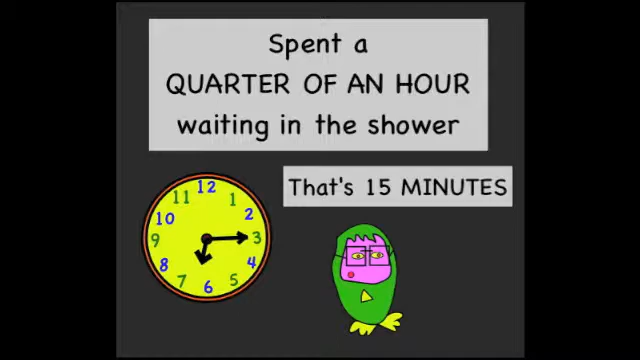 Spent a
QUARTER OF AN HOUR
waiting in the shower
That's 15 MINUTES
12
11 1
10 2
9 3
8 4
7 5
6